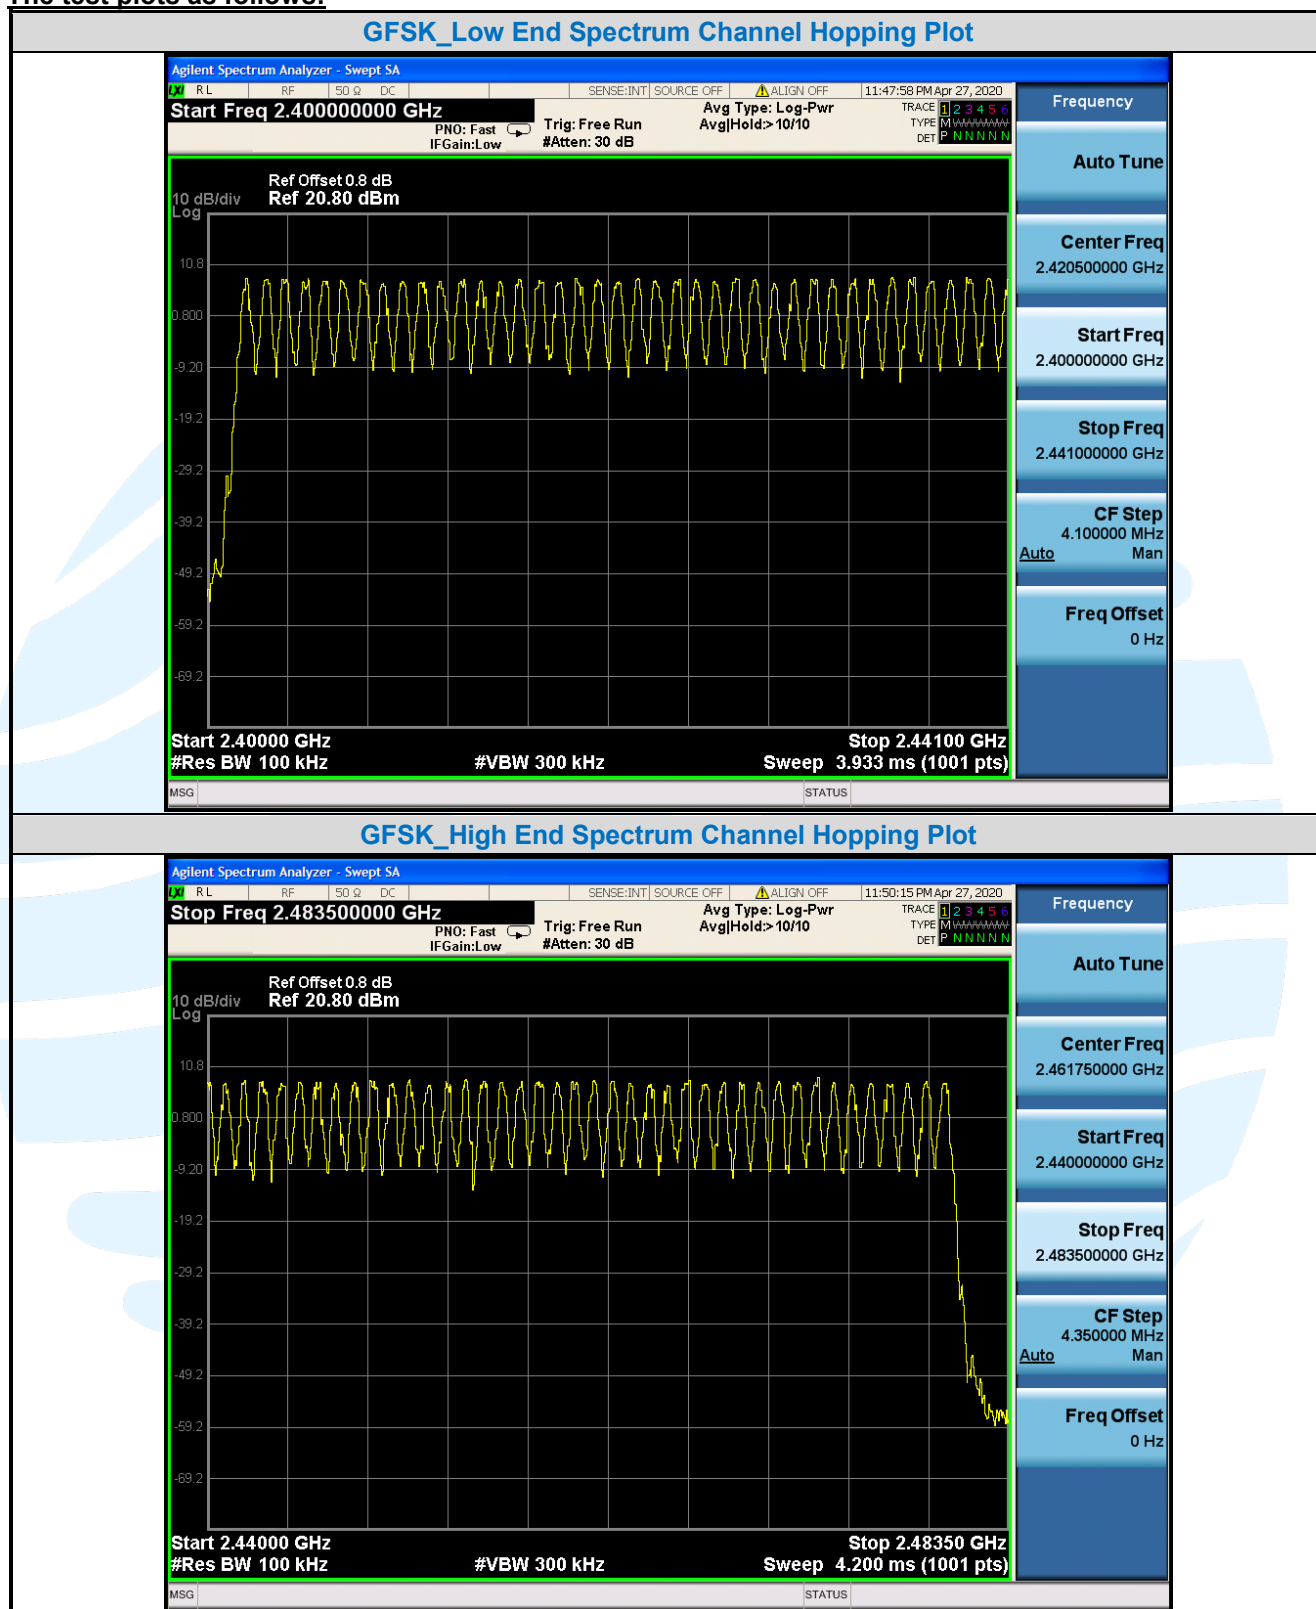 The test plots as follows:
GFSK_Low End Spectrum Channel Hopping Plot
Agilent Spectrum Analyzer - Swept SA
LXI RL RF 50 Ω DC SENSE:INT SOURCE OFF ALIGN OFF 11:47:58 PM Apr 27, 2020
Start Freq 2.400000000 GHz
PNO: Fast
IFGain:Low
Trig: Free Run
#Atten: 30 dB
Avg Type: Log-Pwr
Avg|Hold:> 10/10
TRACE 1 2 3 4 5 6
TYPE M WWWWW
DET P N N N N N
Ref Offset 0.8 dB
10 dB/div Ref 20.80 dBm
Log
10.8
0.800
-9.20
-19.2
-29.2
-39.2
-49.2
-59.2
-69.2
Start 2.40000 GHz Stop 2.44100 GHz
#Res BW 100 kHz #VBW 300 kHz Sweep 3.933 ms (1001 pts)
MSG STATUS
Frequency
Auto Tune
Center Freq
2.420500000 GHz
Start Freq
2.400000000 GHz
Stop Freq
2.441000000 GHz
CF Step
4.100000 MHz
Auto Man
Freq Offset
0 Hz
GFSK_High End Spectrum Channel Hopping Plot
Agilent Spectrum Analyzer - Swept SA
LXI RL RF 50 Ω DC SENSE:INT SOURCE OFF ALIGN OFF 11:50:15 PM Apr 27, 2020
Stop Freq 2.483500000 GHz
PNO: Fast
IFGain:Low
Trig: Free Run
#Atten: 30 dB
Avg Type: Log-Pwr
Avg|Hold:> 10/10
TRACE 1 2 3 4 5 6
TYPE M WWWWW
DET P N N N N N
Ref Offset 0.8 dB
10 dB/div Ref 20.80 dBm
Log
10.8
0.800
-9.20
-19.2
-29.2
-39.2
-49.2
-59.2
-69.2
Start 2.44000 GHz Stop 2.48350 GHz
#Res BW 100 kHz #VBW 300 kHz Sweep 4.200 ms (1001 pts)
MSG STATUS
Frequency
Auto Tune
Center Freq
2.461750000 GHz
Start Freq
2.440000000 GHz
Stop Freq
2.483500000 GHz
CF Step
4.350000 MHz
Auto Man
Freq Offset
0 Hz